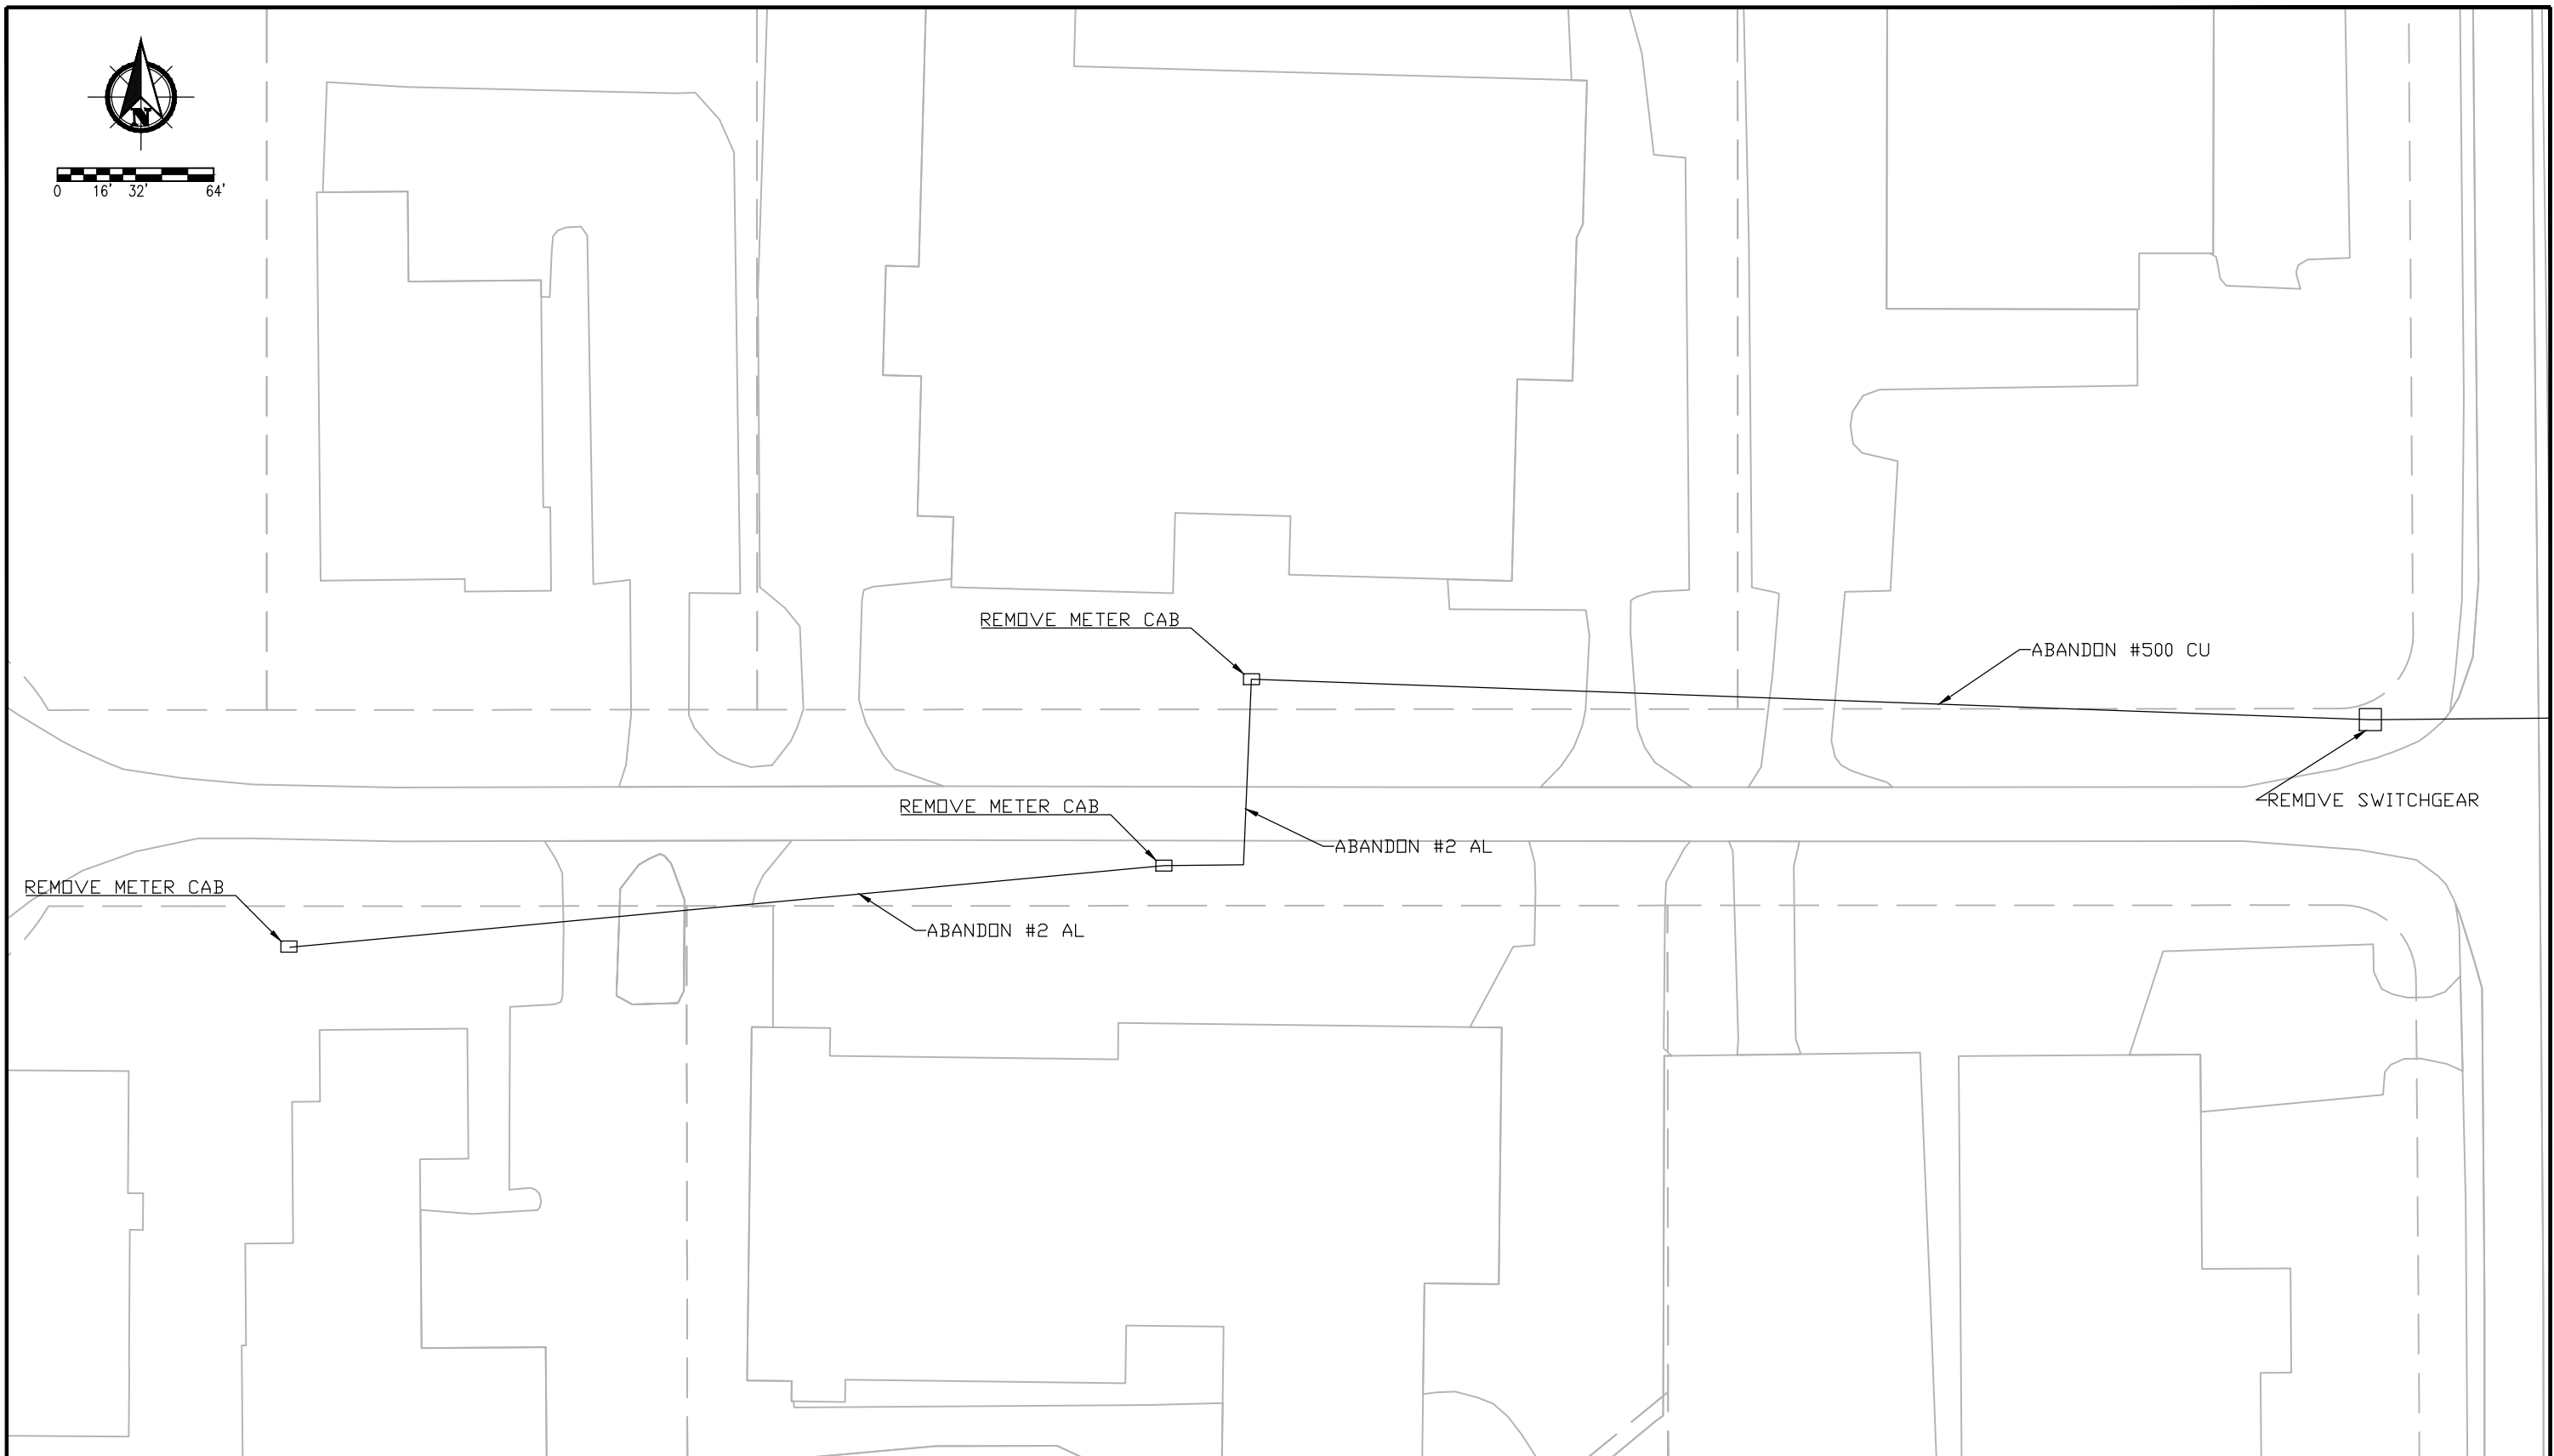 N
0 16' 32' 64'
REMOVE METER CAB
ABANDON #500 CU
REMOVE METER CAB
REMOVE SWITCHGEAR
ABANDON #2 AL
REMOVE METER CAB
ABANDON #2 AL